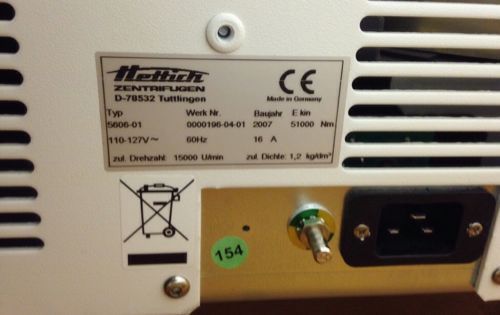 Hettich
ZENTRIFUGEN
D-78532 Tuttlingen
CE
Made in Germany
Typ Werk Nr. Baujahr E kin
5606-01 0000196-04-01 2007 51000 Nm
110-127V~ 60Hz 16 A
zul. Drehzahl: 15000 U/min zul. Dichte: 1,2 kg/dm³
154